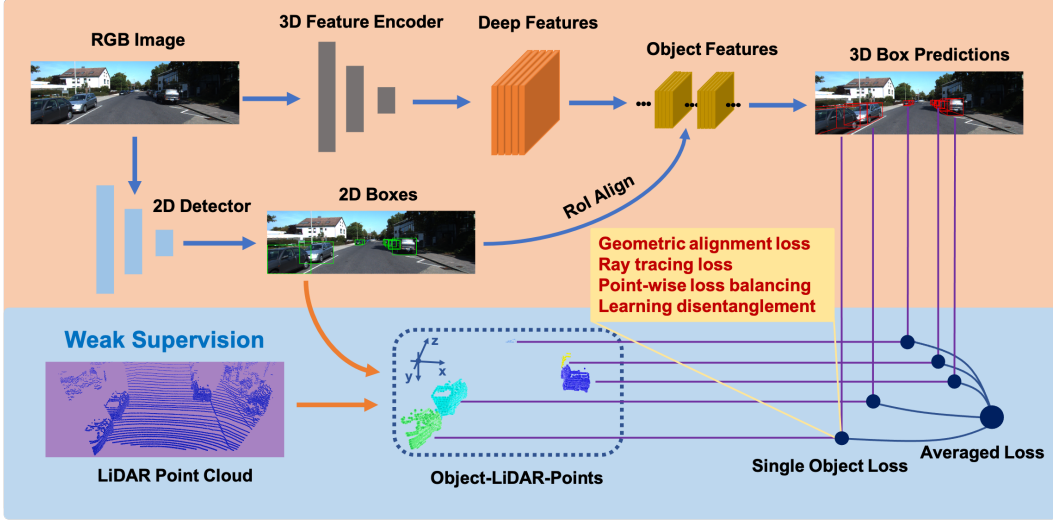 3D Feature Encoder
Deep Features
RGB Image
Object Features
3D Box Predictions
2D Detector
2D Boxes
RoI Align
Geometric alignment loss
Ray tracing loss
Point-wise loss balancing
Learning disentanglement
Weak Supervision
z
y
x
LiDAR Point Cloud
Object-LiDAR-Points
Single Object Loss
Averaged Loss